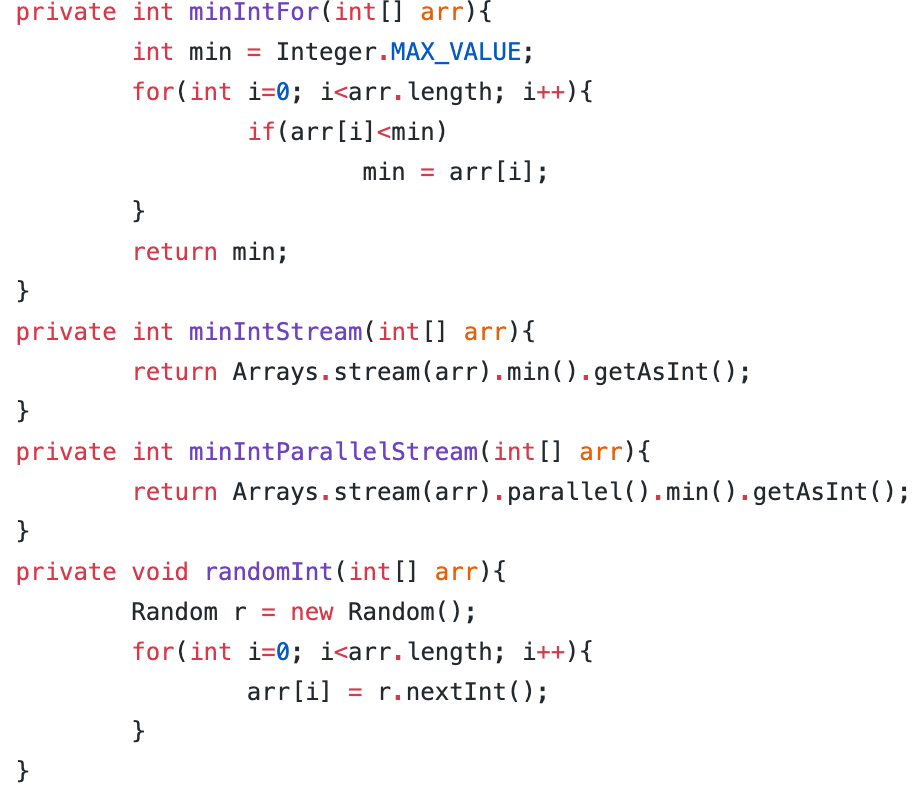 private int minIntFor(int[] arr){
        int min = Integer.MAX_VALUE;
        for(int i=0; i<arr.length; i++){
                if(arr[i]<min)
                        min = arr[i];
        }
        return min;
}
private int minIntStream(int[] arr){
        return Arrays.stream(arr).min().getAsInt();
}
private int minIntParallelStream(int[] arr){
        return Arrays.stream(arr).parallel().min().getAsInt();
}
private void randomInt(int[] arr){
        Random r = new Random();
        for(int i=0; i<arr.length; i++){
                arr[i] = r.nextInt();
        }
}